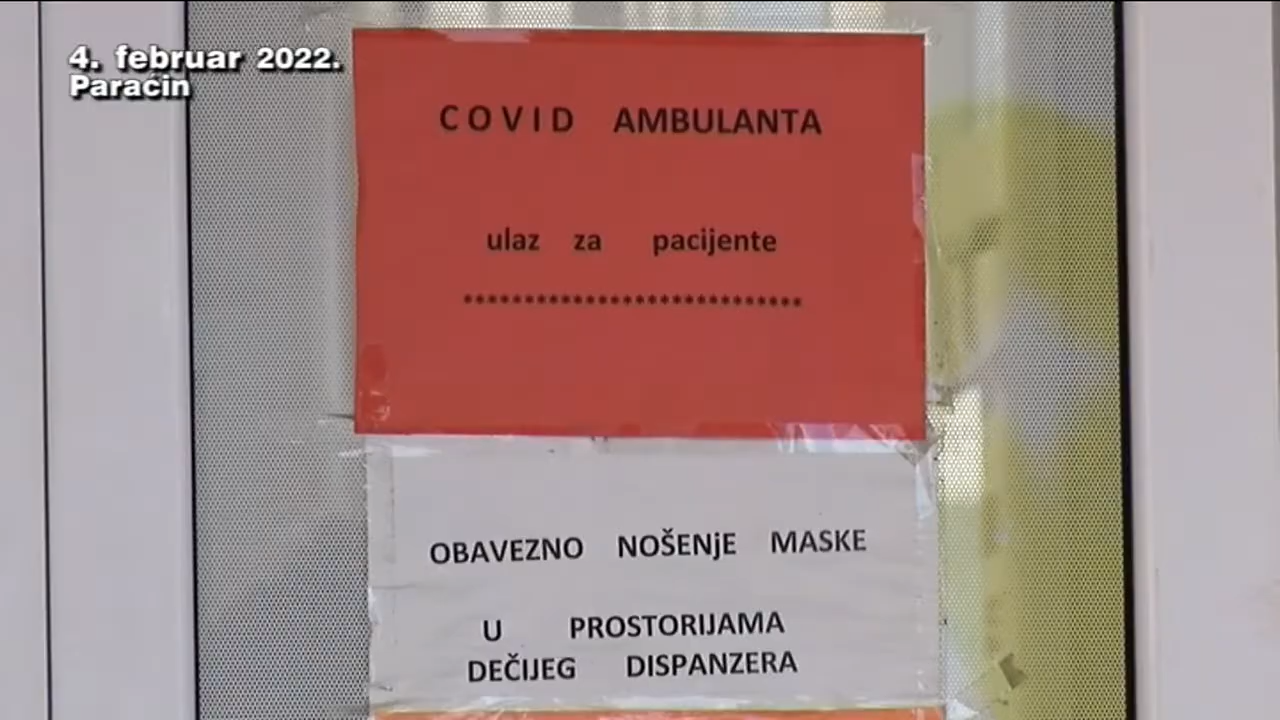 4. februar 2022.
Paraćin
COVID AMBULANTA
ulaz za pacijente
****************************
OBAVEZNO NOŠENjE MASKE
U PROSTORIJAMA
DEČIJEG DISPANZERA